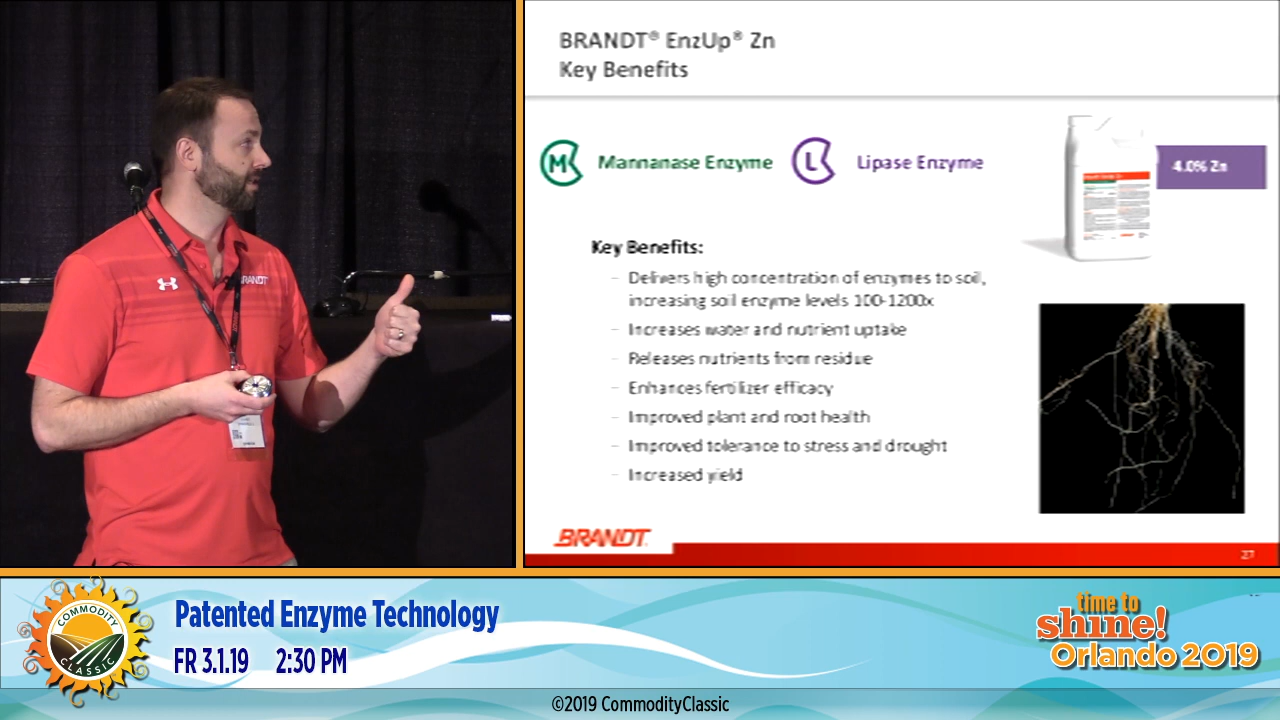 BRANDT® EnzUp® Zn
Key Benefits
M Mannanase Enzyme L Lipase Enzyme
4.0% Zn
Key Benefits:
– Delivers high concentration of enzymes to soil,
increasing soil enzyme levels 100-1200x
– Increases water and nutrient uptake
– Releases nutrients from residue
– Enhances fertilizer efficacy
– Improved plant and root health
– Improved tolerance to stress and drought
– Increased yield
BRANDT
27
BRANDT
COMMODITY
CLASSIC
Patented Enzyme Technology
FR 3.1.19 2:30 PM
time to
shine!
Orlando 2019
©2019 CommodityClassic